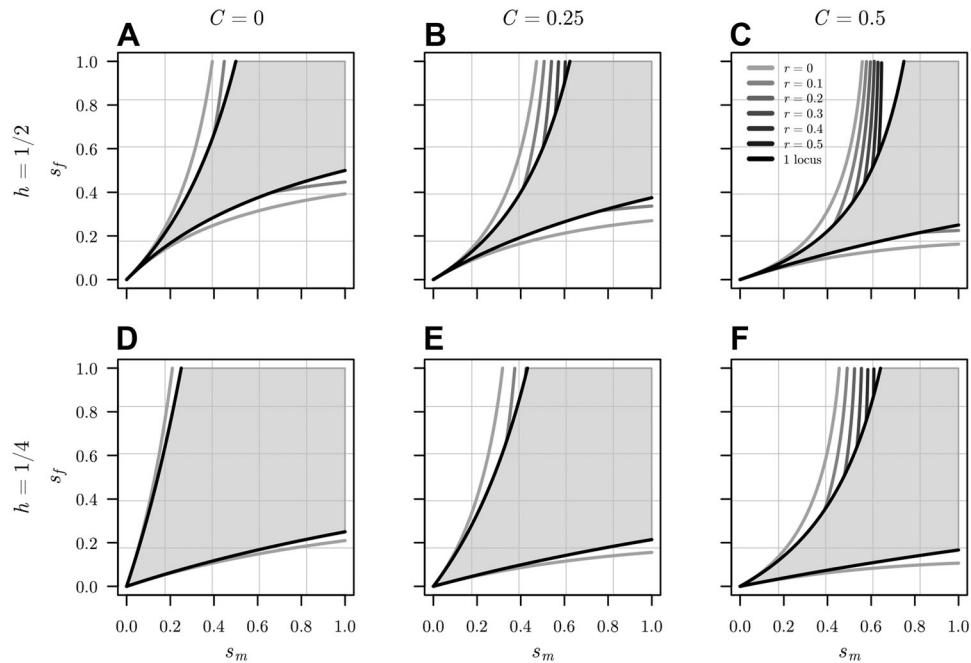 C = 0
C = 0.25
C = 0.5
A
B
C
h = 1/2
s_f
1.0
0.8
0.6
0.4
0.2
0.0
r = 0
r = 0.1
r = 0.2
r = 0.3
r = 0.4
r = 0.5
1 locus
D
E
F
h = 1/4
s_f
1.0
0.8
0.6
0.4
0.2
0.0
0.0 0.2 0.4 0.6 0.8 1.0
0.0 0.2 0.4 0.6 0.8 1.0
0.0 0.2 0.4 0.6 0.8 1.0
s_m
s_m
s_m